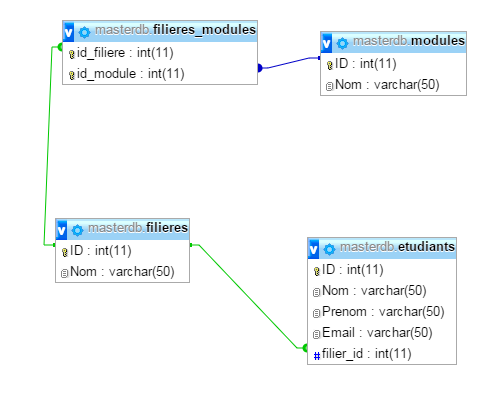 masterdb.filieres_modules
id_filiere : int(11)
id_module : int(11)
masterdb.modules
ID : int(11)
Nom : varchar(50)
masterdb.filieres
ID : int(11)
Nom : varchar(50)
masterdb.etudiants
ID : int(11)
Nom : varchar(50)
Prenom : varchar(50)
Email : varchar(50)
# filier_id : int(11)